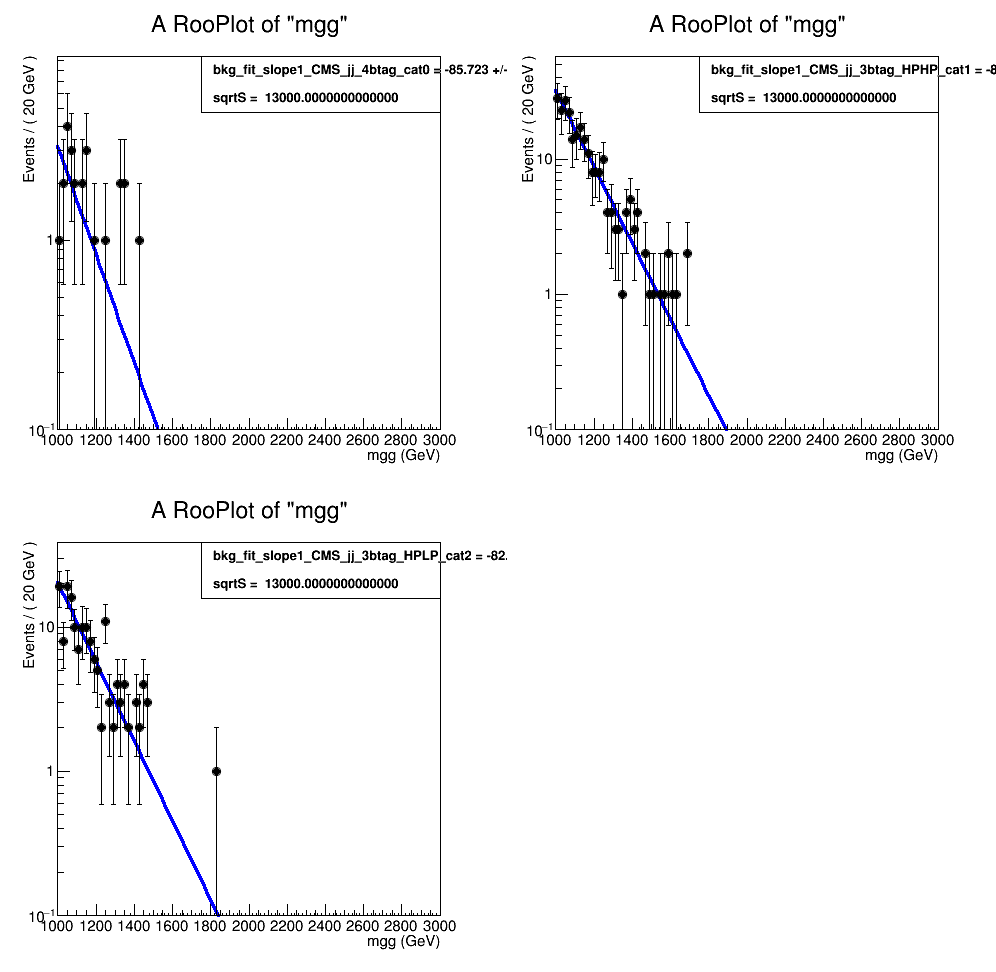 A RooPlot of "mgg"
Events / ( 20 GeV )
bkg_fit_slope1_CMS_jj_4btag_cat0 = -85.723 +/-
sqrtS = 13000.0000000000000
1
10⁻¹
1000 1200 1400 1600 1800 2000 2200 2400 2600 2800 3000
mgg (GeV)
A RooPlot of "mgg"
Events / ( 20 GeV )
bkg_fit_slope1_CMS_jj_3btag_HPHP_cat1 = -8
sqrtS = 13000.0000000000000
10
1
10⁻¹
1000 1200 1400 1600 1800 2000 2200 2400 2600 2800 3000
mgg (GeV)
A RooPlot of "mgg"
Events / ( 20 GeV )
bkg_fit_slope1_CMS_jj_3btag_HPLP_cat2 = -82.
sqrtS = 13000.0000000000000
10
1
10⁻¹
1000 1200 1400 1600 1800 2000 2200 2400 2600 2800 3000
mgg (GeV)